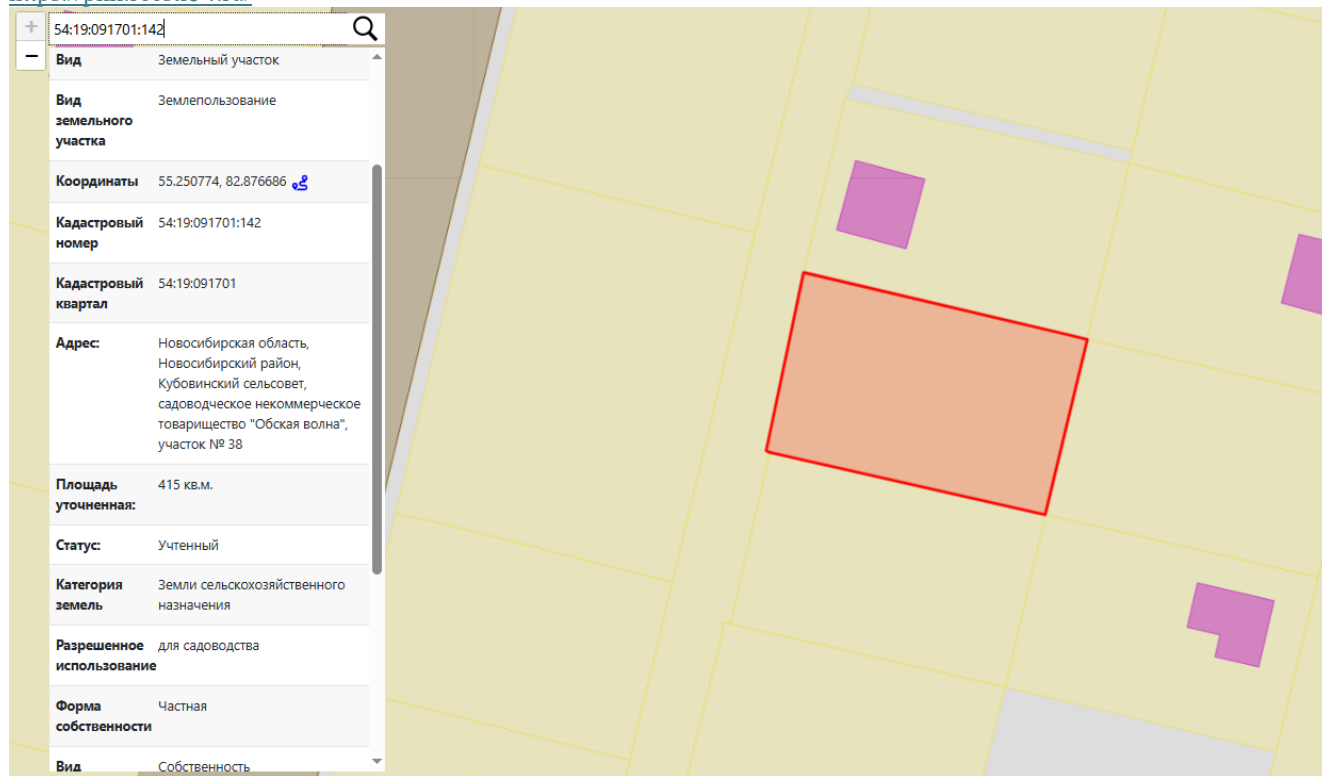 +
54:19:091701:142
−
Вид Земельный участок
Вид Землепользование
земельного
участка
Координаты 55.250774, 82.876686
Кадастровый 54:19:091701:142
номер
Кадастровый 54:19:091701
квартал
Адрес: Новосибирская область,
Новосибирский район,
Кубовинский сельсовет,
садоводческое некоммерческое
товарищество "Обская волна",
участок № 38
Площадь 415 кв.м.
уточненная:
Статус: Учтенный
Категория Земли сельскохозяйственного
земель назначения
Разрешенное для садоводства
использование
Форма Частная
собственности
Вид Собственность